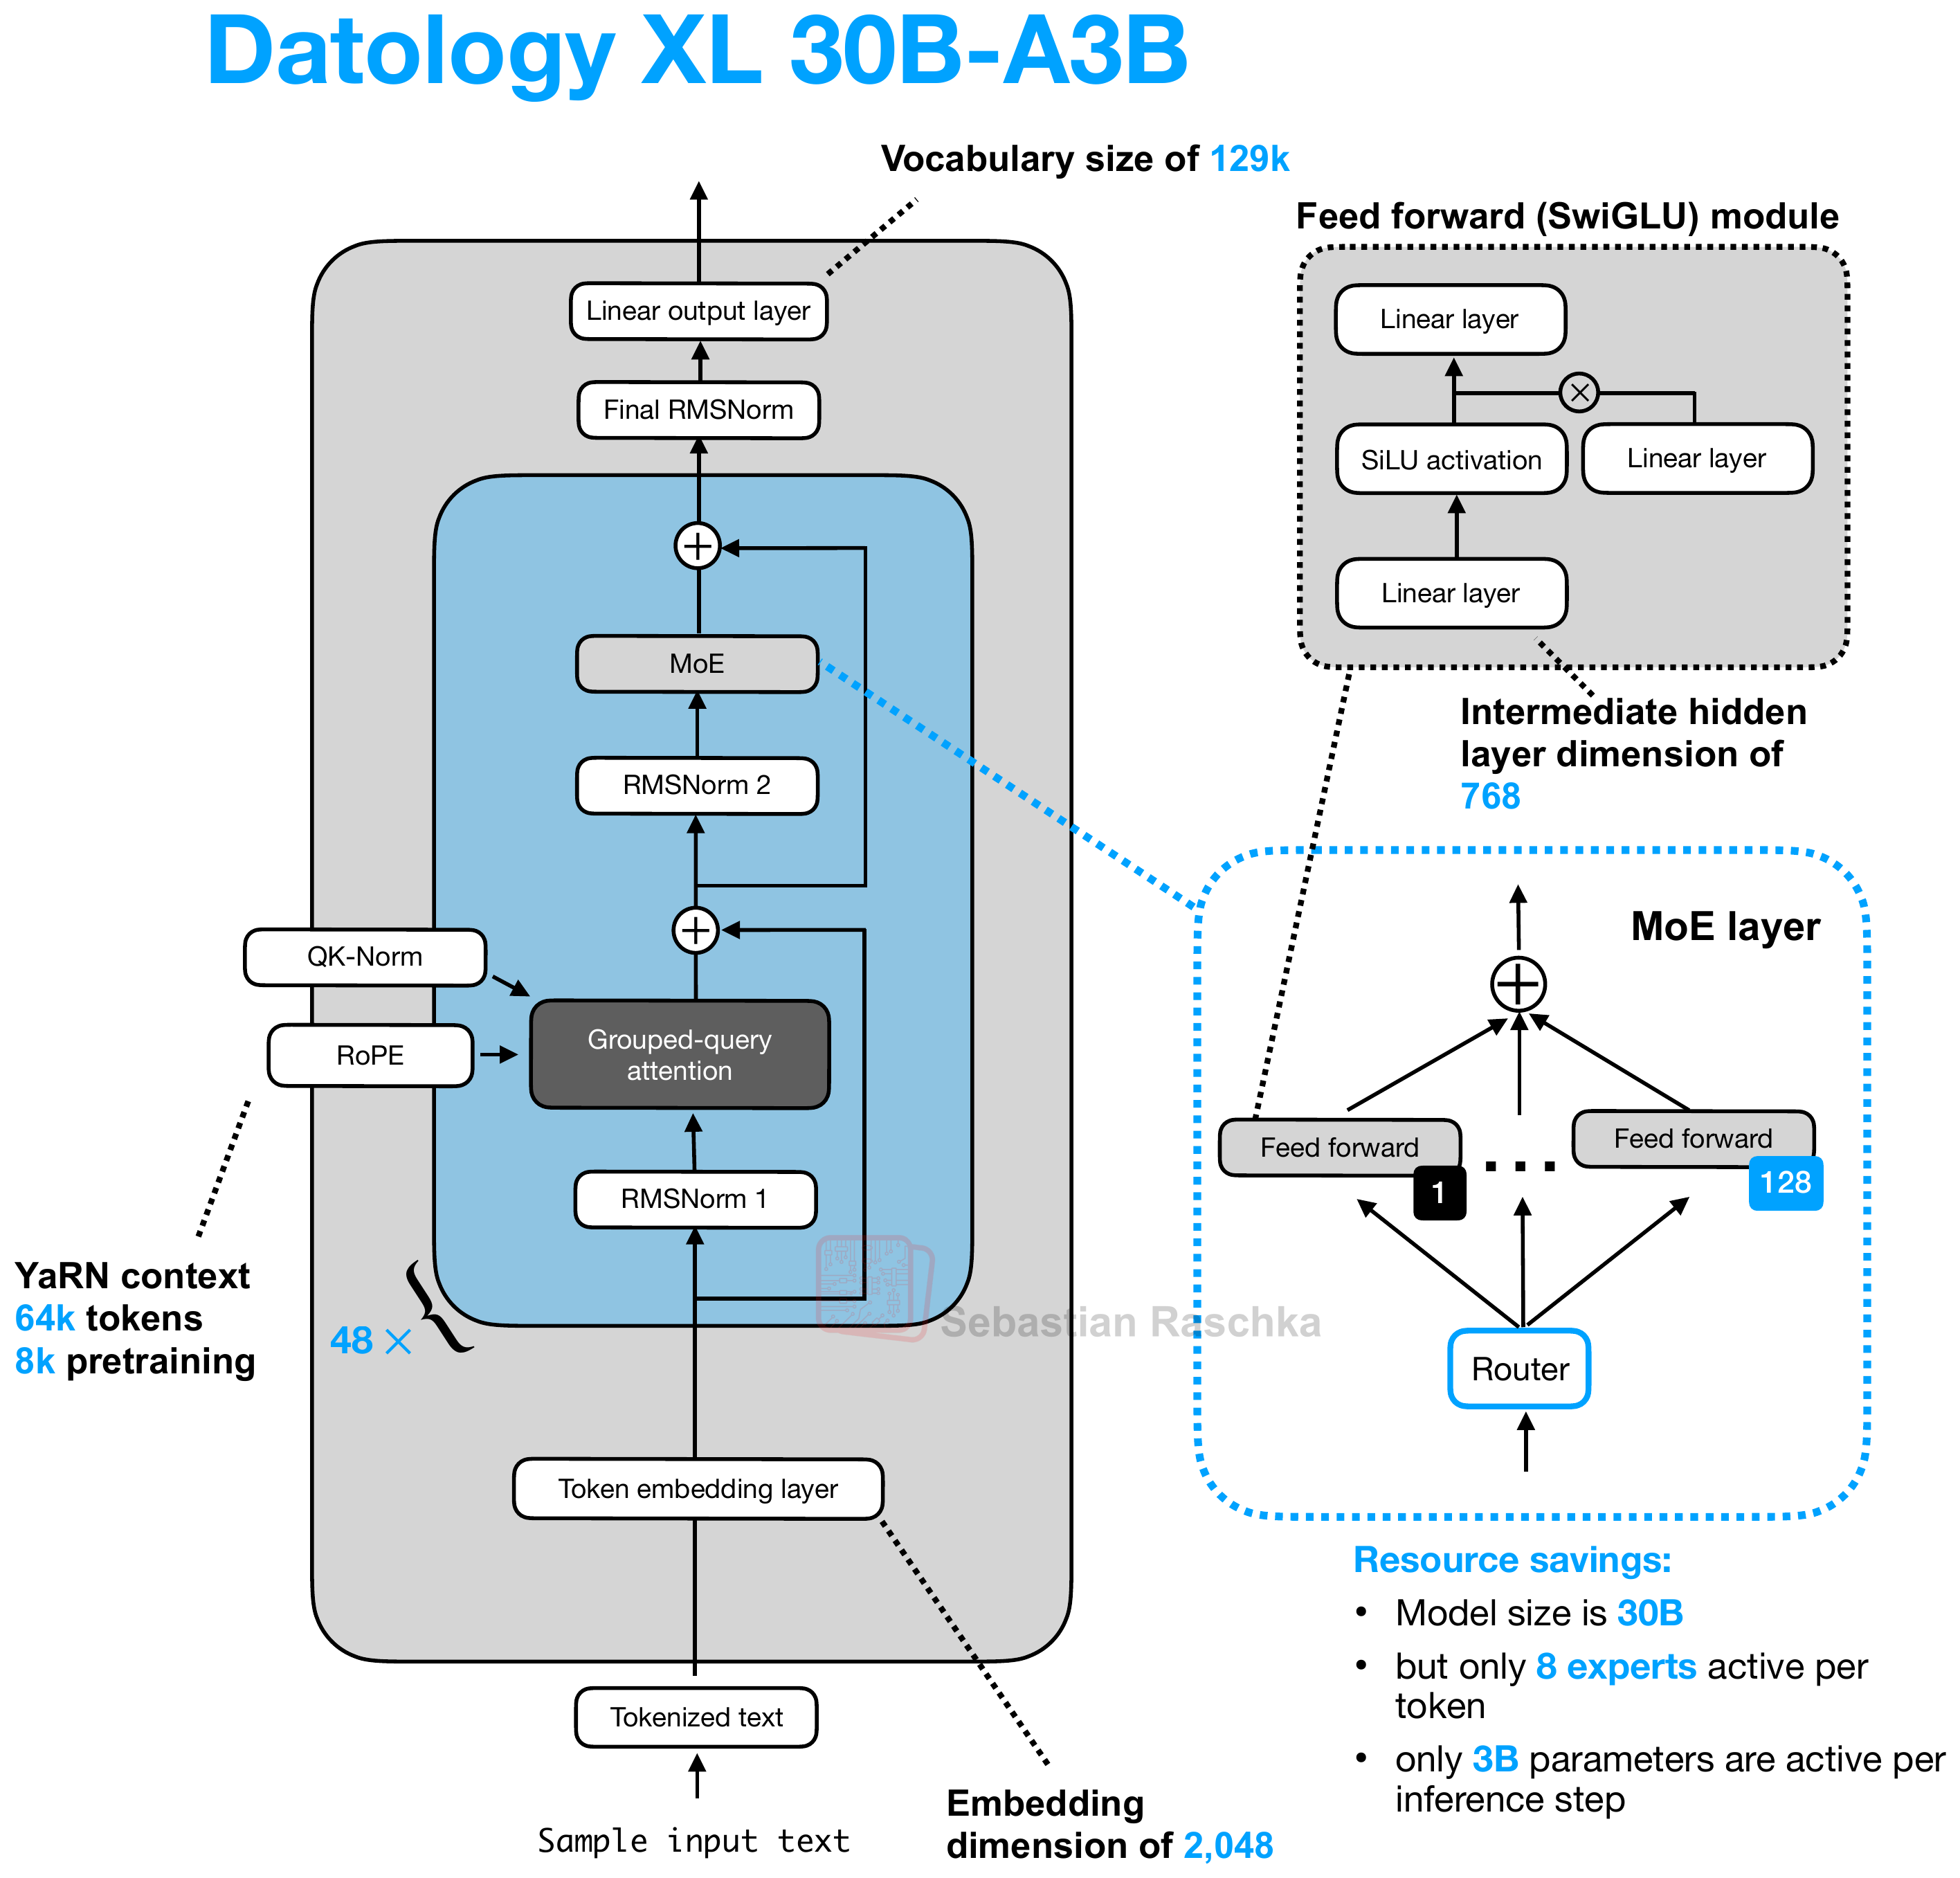 Datology XL 30B-A3B
Vocabulary size of 129k
Linear output layer
Final RMSNorm
MoE
RMSNorm 2
QK-Norm
RoPE
Grouped-query
attention
RMSNorm 1
YaRN context
64k tokens
8k pretraining
48 ×
Sebastian Raschka
Token embedding layer
Tokenized text
Sample input text
Embedding
dimension of 2,048
Feed forward (SwiGLU) module
Linear layer
SiLU activation
Linear layer
Linear layer
Intermediate hidden
layer dimension of
768
MoE layer
Feed forward
1
...
Feed forward
128
Router
Resource savings:
• Model size is 30B
• but only 8 experts active per
token
• only 3B parameters are active per
inference step